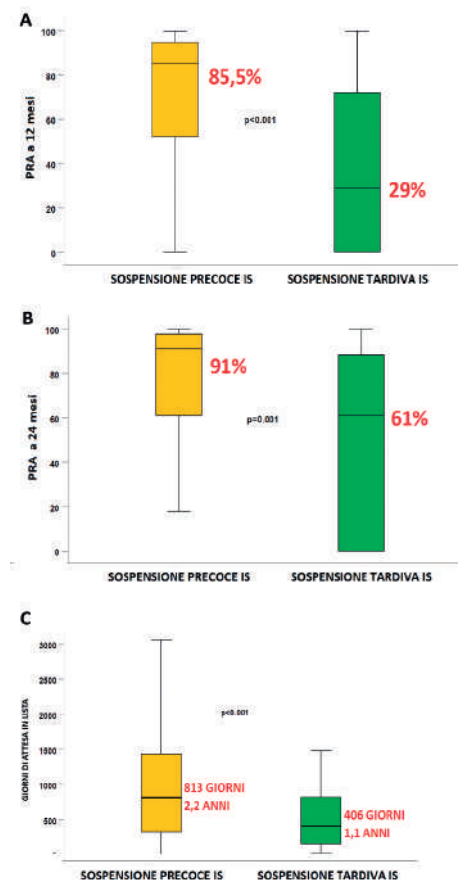 A
100
80
60
40
20
0
PRA a 12 mesi
85,5%
p<0.001
29%
SOSPENSIONE PRECOCE IS
SOSPENSIONE TARDIVA IS
B
100
80
60
40
20
0
PRA a 24 mesi
91%
p=0.001
61%
SOSPENSIONE PRECOCE IS
SOSPENSIONE TARDIVA IS
C
3000
2500
2000
1500
1000
500
GIORNI DI ATTESA IN LISTA
p<0.001
813 GIORNI
2,2 ANNI
406 GIORNI
1,1 ANNI
SOSPENSIONE PRECOCE IS
SOSPENSIONE TARDIVA IS